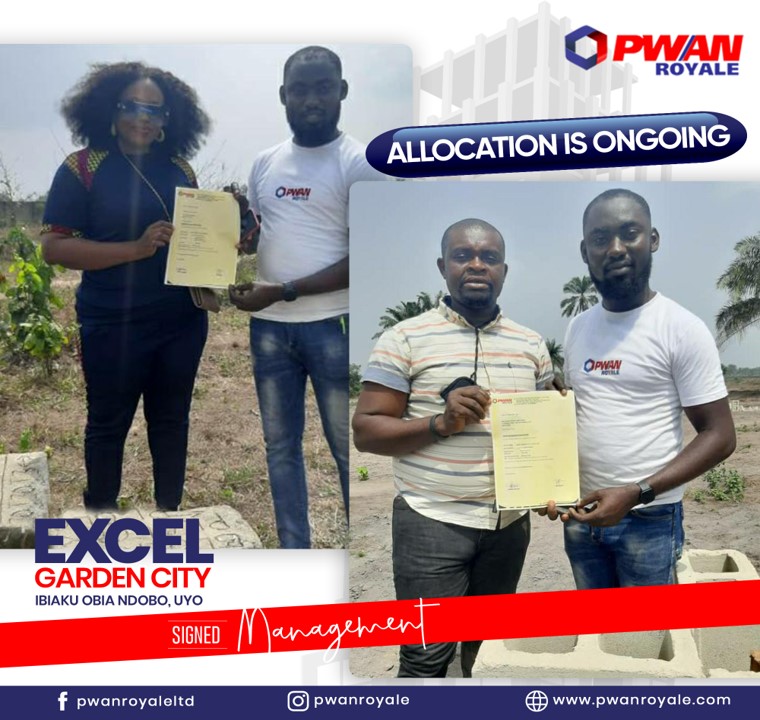 PWAN
ROYALE
ALLOCATION IS ONGOING
PWAN
ROYALE
PWAN
ROYALE
EXCEL
GARDEN CITY
IBIAKU OBIA NDOBO, UYO
SIGNED Management
pwanroyaleltd
pwanroyale
www.pwanroyale.com